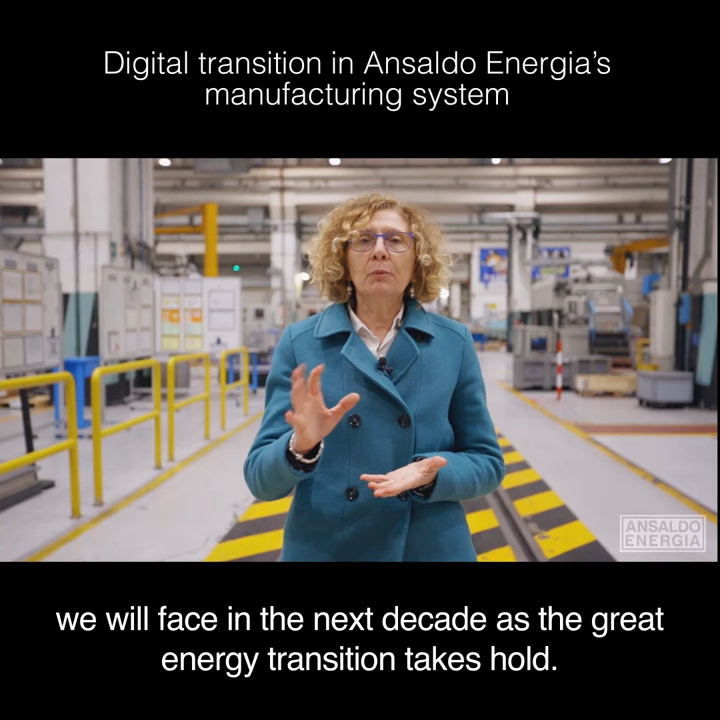 Digital transition in Ansaldo Energia's
manufacturing system
ANSALDO
ENERGIA
we will face in the next decade as the great
energy transition takes hold.